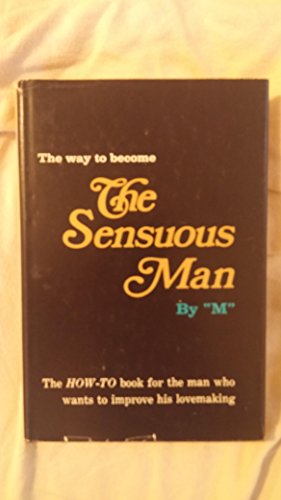 The way to become
The
Sensuous
Man
By "M"
The HOW-TO book for the man who
wants to improve his lovemaking